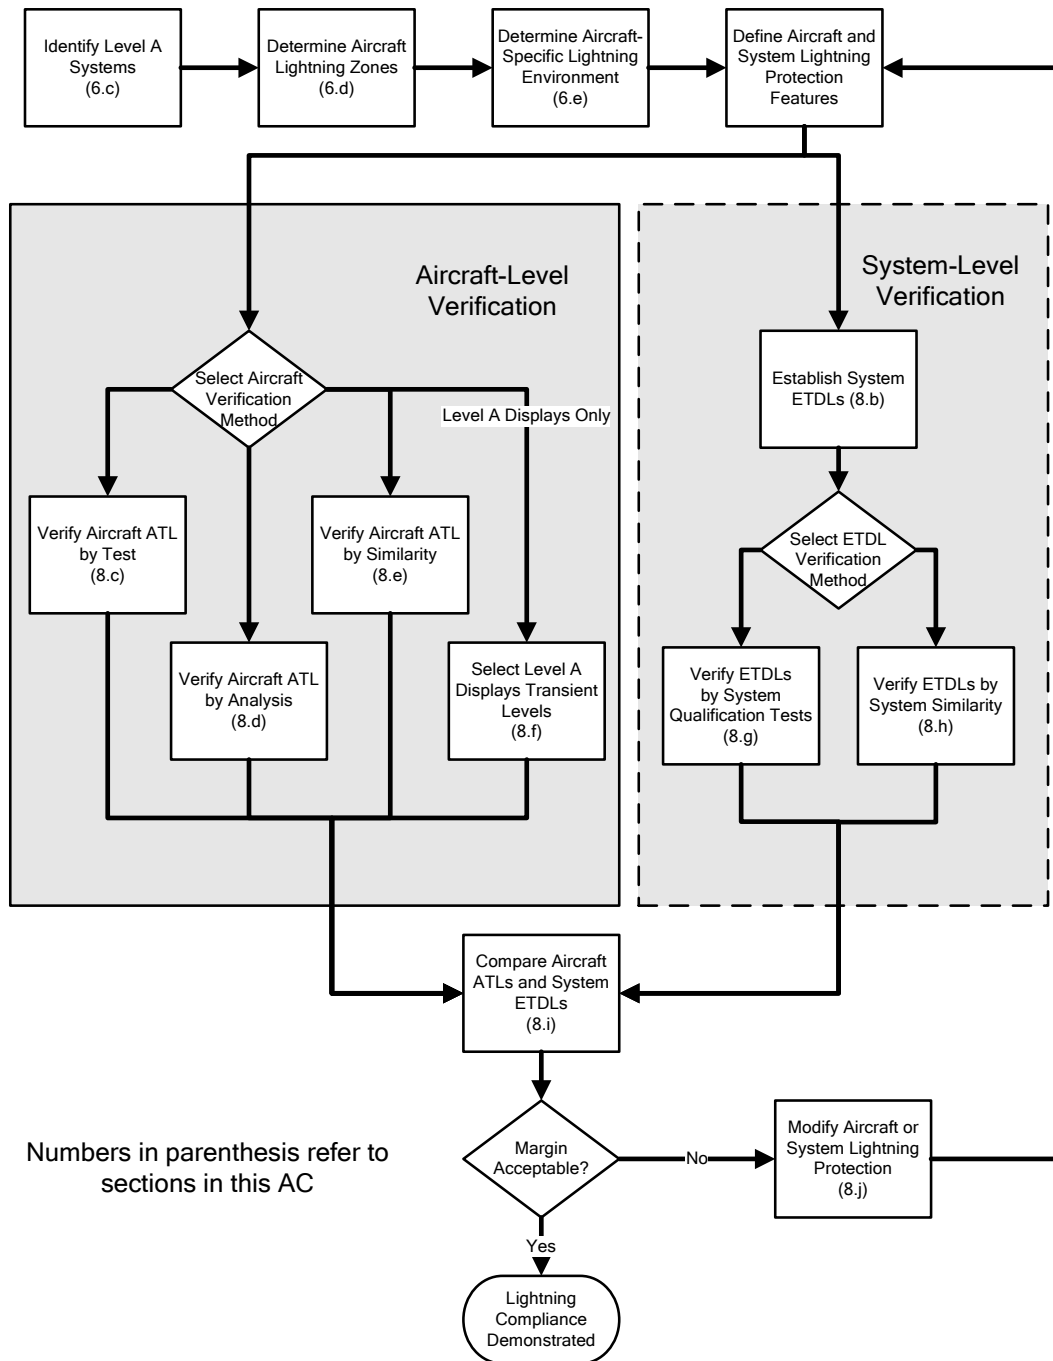 Identify Level A
Systems
(6.c)
Determine Aircraft
Lightning Zones
(6.d)
Determine Aircraft-
Specific Lightning
Environment
(6.e)
Define Aircraft and
System Lightning
Protection
Features
Aircraft-Level
Verification
System-Level
Verification
Select Aircraft
Verification
Method
Level A Displays Only
Verify Aircraft ATL
by Test
(8.c)
Verify Aircraft ATL
by Similarity
(8.e)
Verify Aircraft ATL
by Analysis
(8.d)
Select Level A
Displays Transient
Levels
(8.f)
Establish System
ETDLs (8.b)
Select ETDL
Verification
Method
Verify ETDLs
by System
Qualification Tests
(8.g)
Verify ETDLs by
System Similarity
(8.h)
Compare Aircraft
ATLs and System
ETDLs
(8.i)
Margin
Acceptable?
No
Modify Aircraft or
System Lightning
Protection
(8.j)
Yes
Lightning
Compliance
Demonstrated
Numbers in parenthesis refer to
sections in this AC